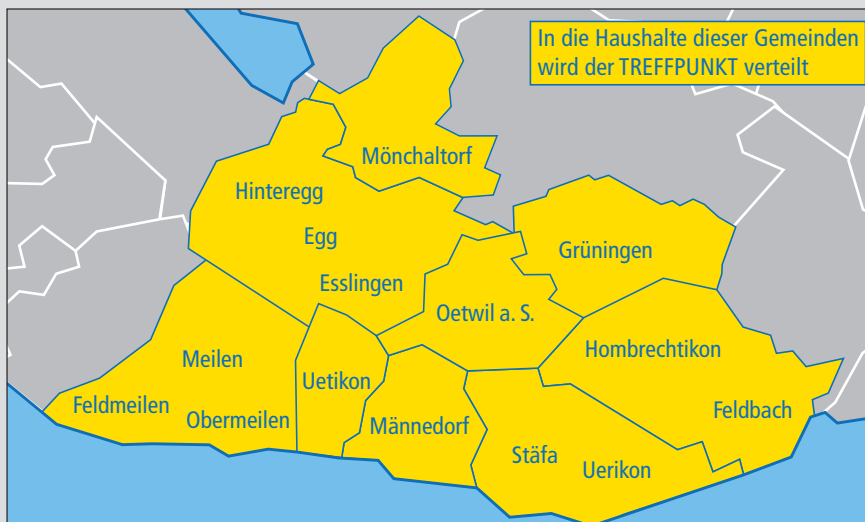 In die Haushalte dieser Gemeinden
wird der TREFFPUNKT verteilt
Mönchaltorf
Hinteregg
Egg
Grüningen
Esslingen
Oetwil a. S.
Hombrechtikon
Meilen
Uetikon
Feldmeilen
Obermeilen
Männedorf
Feldbach
Stäfa
Uerikon